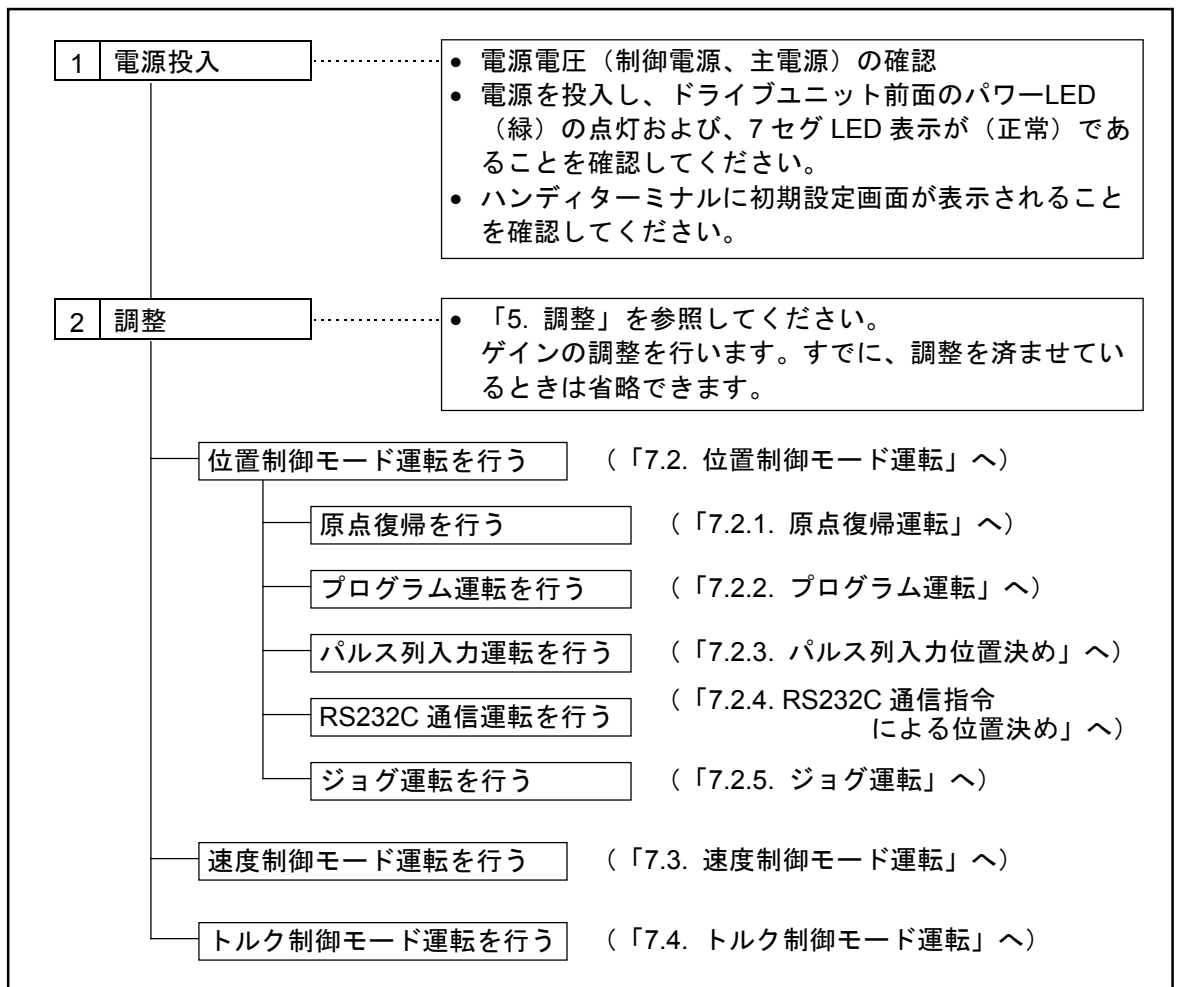 1 電源投入
● 電源電圧（制御電源、主電源）の確認
● 電源を投入し、ドライブユニット前面のパワーLED
（緑）の点灯および、7 セグ LED 表示が（正常）であ
ることを確認してください。
● ハンディターミナルに初期設定画面が表示されること
を確認してください。
2 調整
● 「5. 調整」を参照してください。
ゲインの調整を行います。すでに、調整を済ませてい
るときは省略できます。
位置制御モード運転を行う （「7.2. 位置制御モード運転」へ）
原点復帰を行う （「7.2.1. 原点復帰運転」へ）
プログラム運転を行う （「7.2.2. プログラム運転」へ）
パルス列入力運転を行う （「7.2.3. パルス列入力位置決め」へ）
RS232C 通信運転を行う （「7.2.4. RS232C 通信指令
による位置決め」へ）
ジョグ運転を行う （「7.2.5. ジョグ運転」へ）
速度制御モード運転を行う （「7.3. 速度制御モード運転」へ）
トルク制御モード運転を行う （「7.4. トルク制御モード運転」へ）